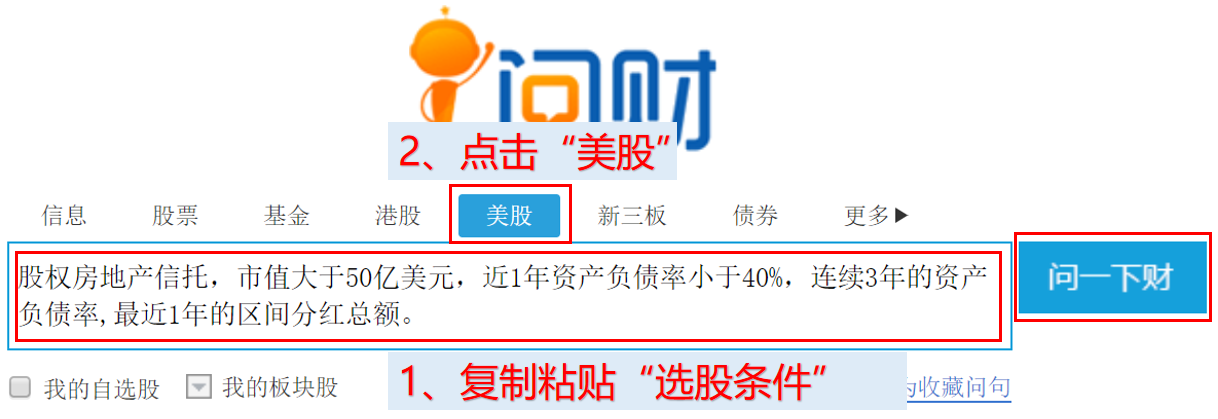 问财
2、点击“美股”
信息 股票 基金 港股 美股 新三板 债券 更多▶
股权房地产信托，市值大于50亿美元，近1年资产负债率小于40%，连续3年的资产
负债率,最近1年的区间分红总额。
问一下财
1、复制粘贴“选股条件”
我的自选股 我的板块股 收藏问句